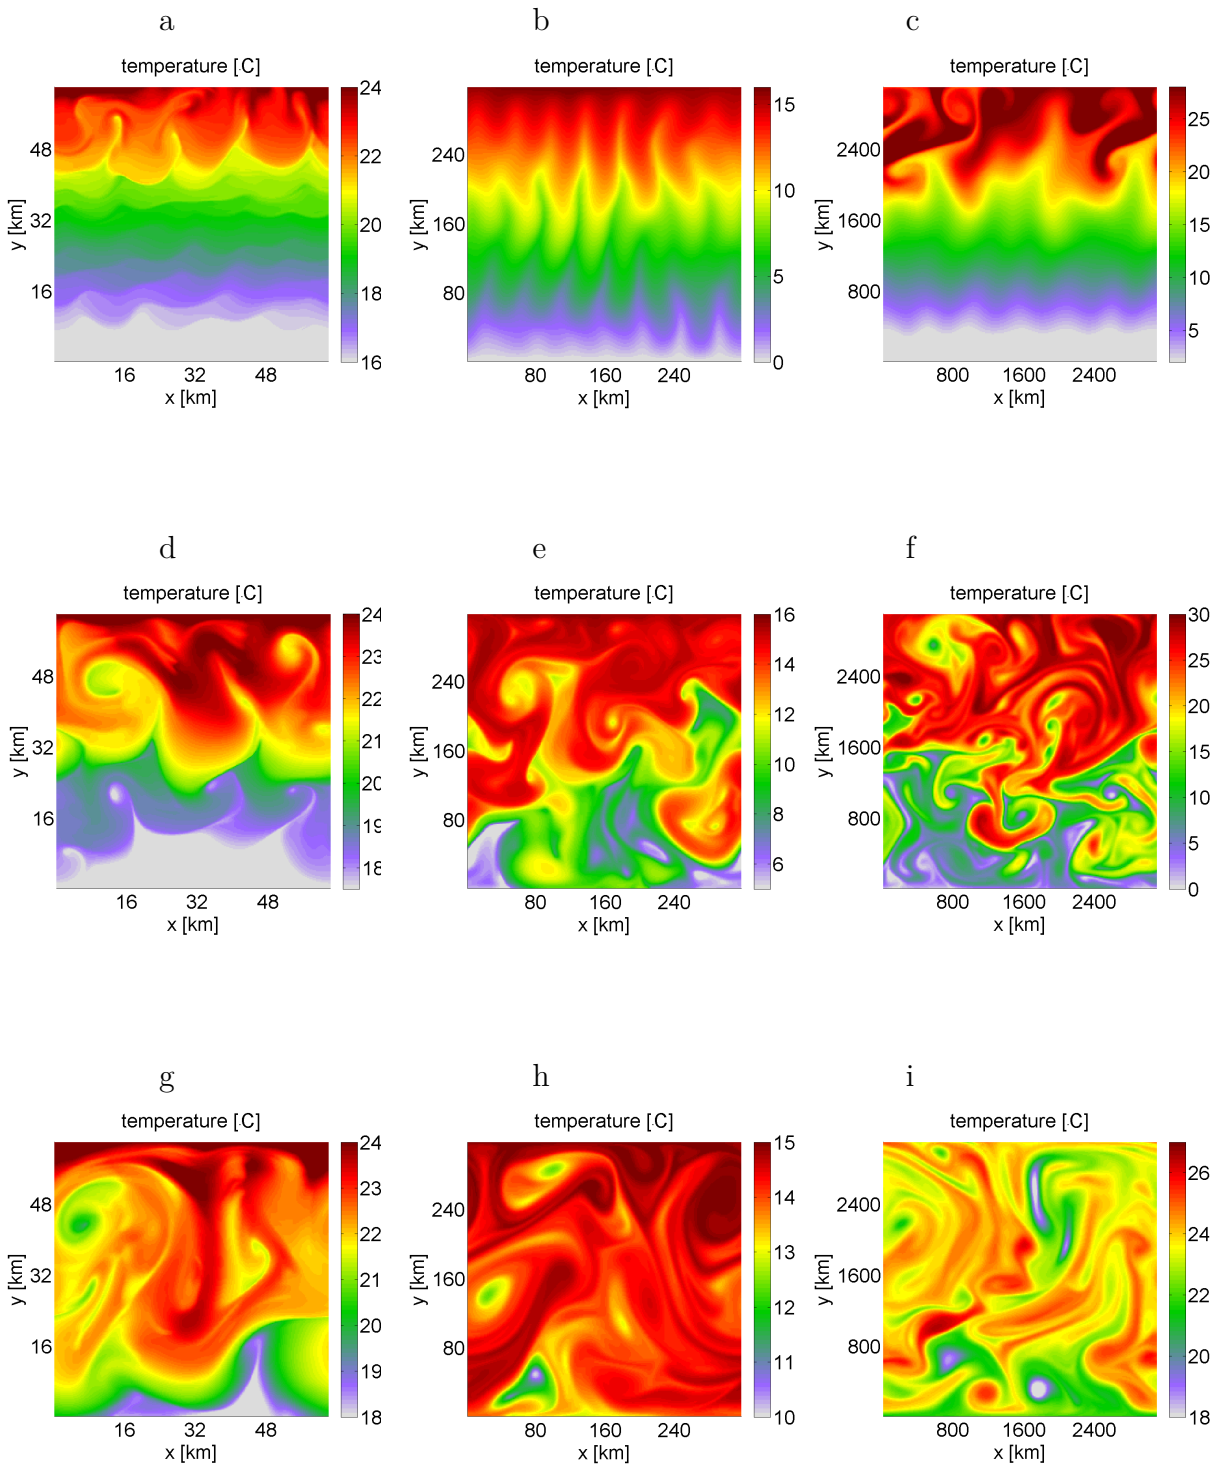 a b c
temperature [.C] temperature [.C] temperature [.C]
24 22 20 18 16
15 10 5 0
25 20 15 10 5
48 32 16
240 160 80
2400 1600 800
y [km] y [km] y [km]
16 32 48 80 160 240 800 1600 2400
x [km] x [km] x [km]
d e f
temperature [.C] temperature [.C] temperature [.C]
24 23 22 21 20 19 18
16 14 12 10 8 6
30 25 20 15 10 5 0
48 32 16
240 160 80
2400 1600 800
y [km] y [km] y [km]
16 32 48 80 160 240 800 1600 2400
x [km] x [km] x [km]
g h i
temperature [.C] temperature [.C] temperature [.C]
24 23 22 21 20 19 18
15 14 13 12 11 10
26 24 22 20 18
48 32 16
240 160 80
2400 1600 800
y [km] y [km] y [km]
16 32 48 80 160 240 800 1600 2400
x [km] x [km] x [km]